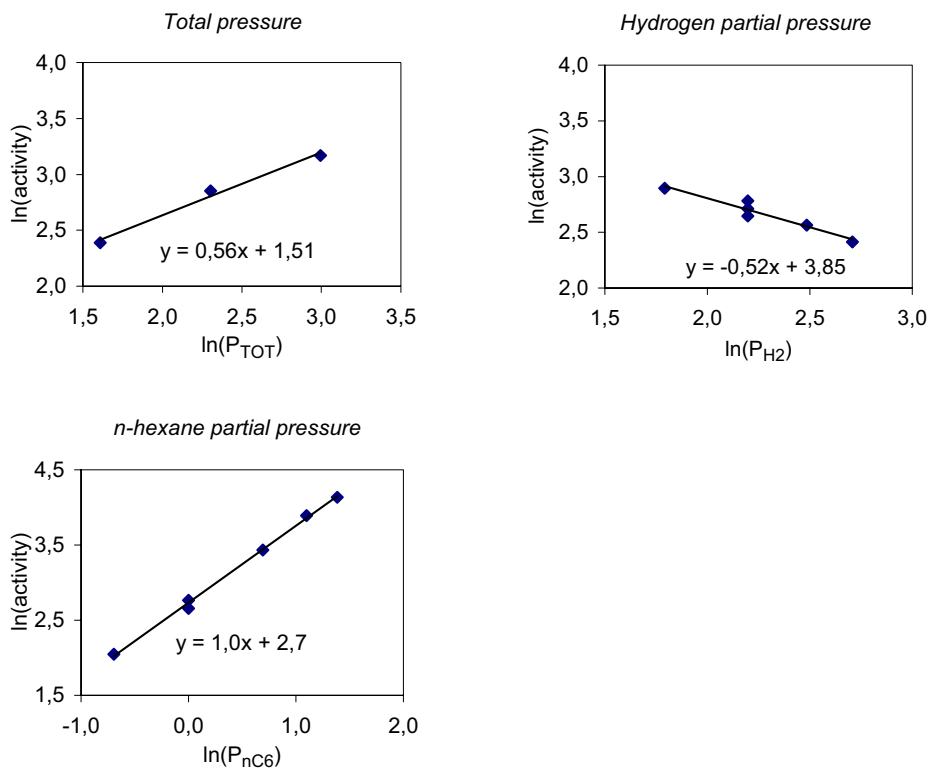 Total pressure
4,0
3,5
3,0
2,5
2,0
1,5
2,0
2,5
3,0
3,5
ln(activity)
y = 0,56x + 1,51
ln(P_TOT)
Hydrogen partial pressure
4,0
3,5
3,0
2,5
2,0
1,5
2,0
2,5
3,0
ln(activity)
y = -0,52x + 3,85
ln(P_H2)
n-hexane partial pressure
4,5
3,5
2,5
1,5
-1,0
0,0
1,0
2,0
ln(activity)
y = 1,0x + 2,7
ln(P_nC6)